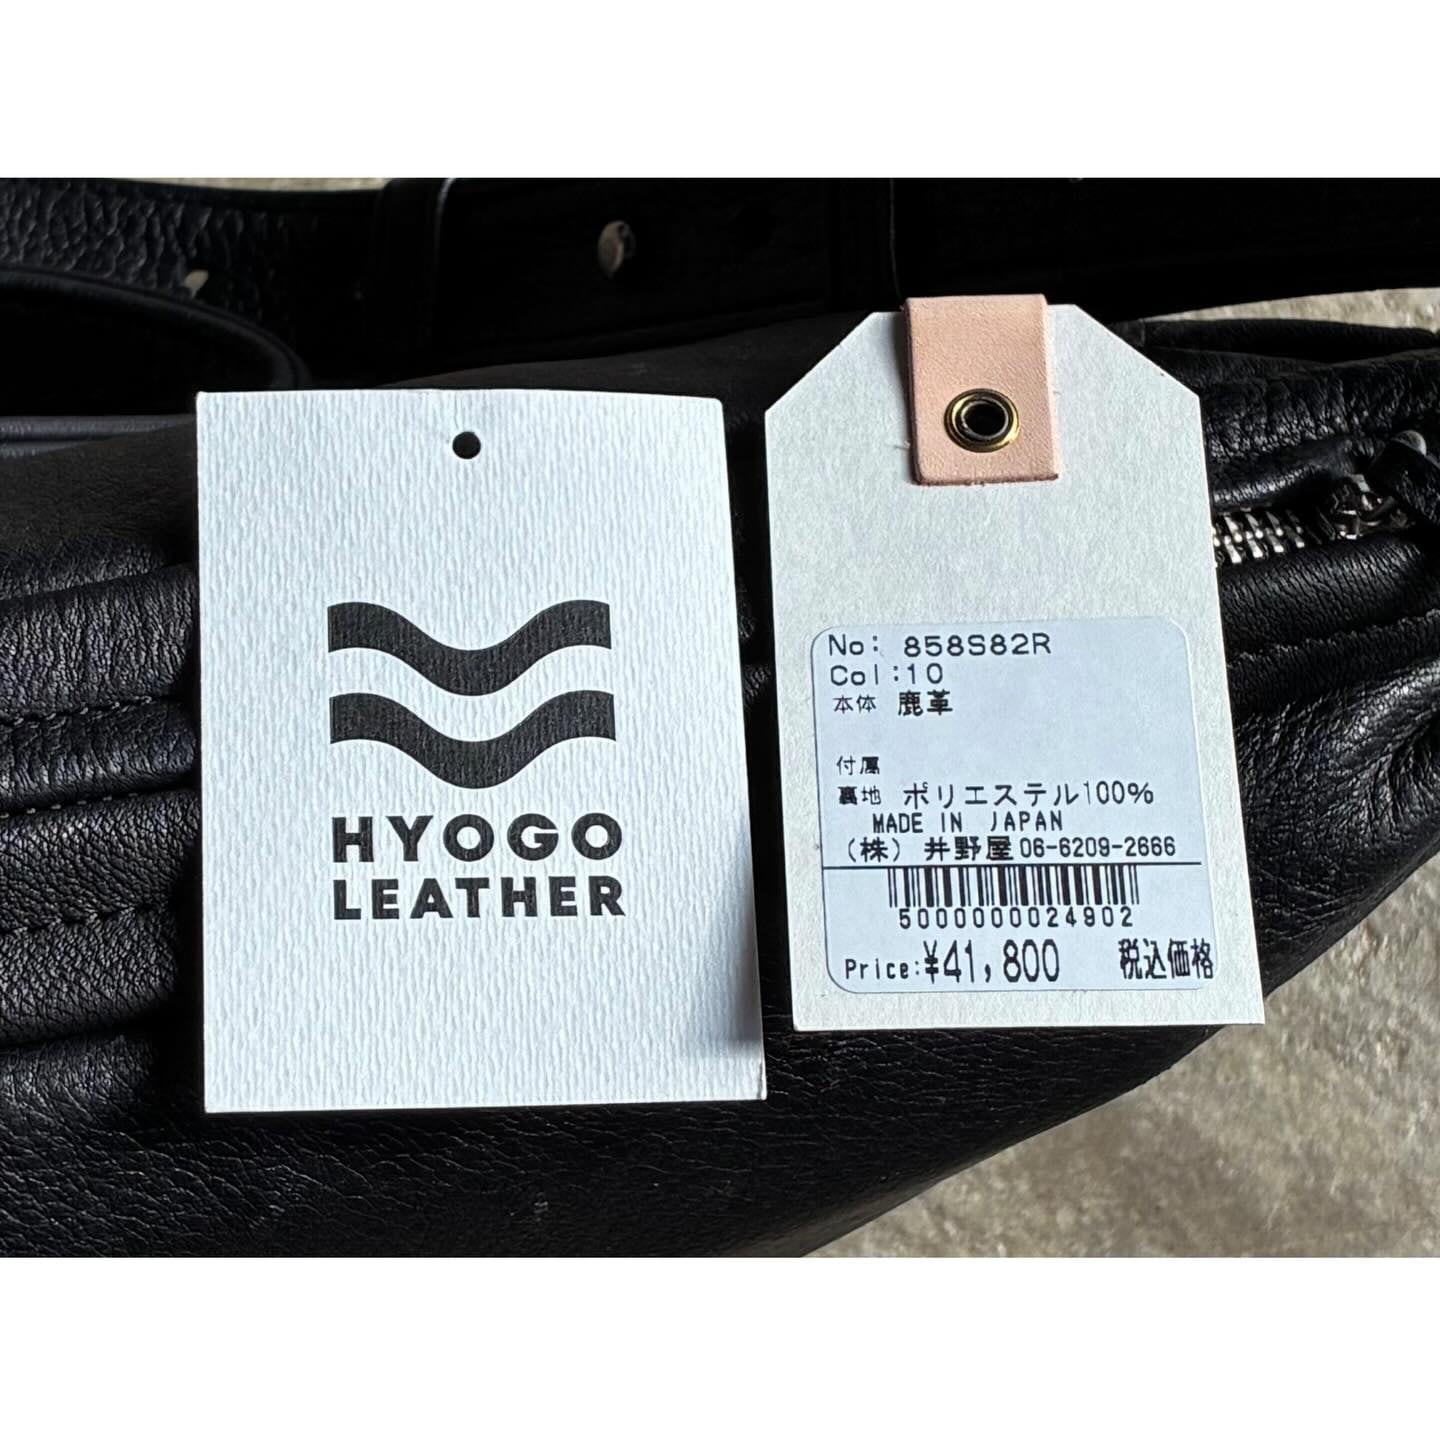 HYOGO
LEATHER
No: 858S82R
Col:10
本体 鹿革
付属
裏地 ポリエステル100%
MADE IN JAPAN
(株) 井野屋 06-6209-2666
5000000024902
Price:¥41,800 税込価格